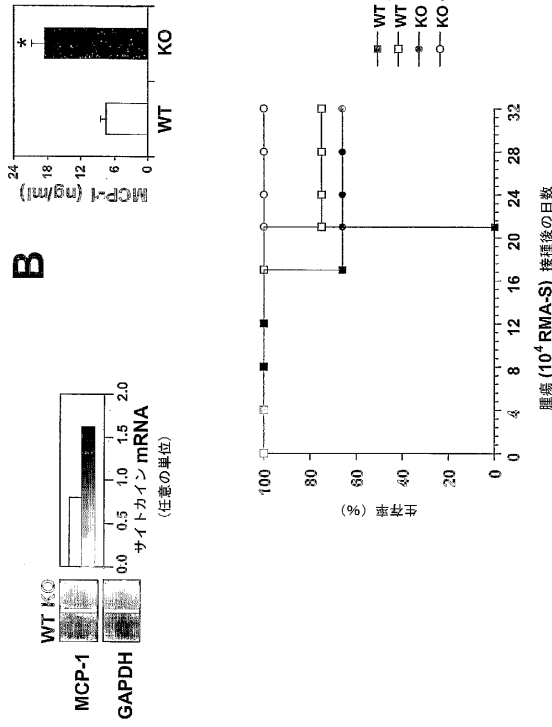 WT KO
MCP-1
GAPDH
0.0 0.5 1.0 1.5 2.0
サイトカイン mRNA
(任意の単位)
B
MCP-1 (ng/ml)
24
18
12
6
0
*
WT KO
生存率 (%)
100
80
60
40
20
0
0 4 8 12 16 20 24 28 32
腫瘍 (10⁴ RMA-S) 接種後の日数
WT
WT
KO
KO